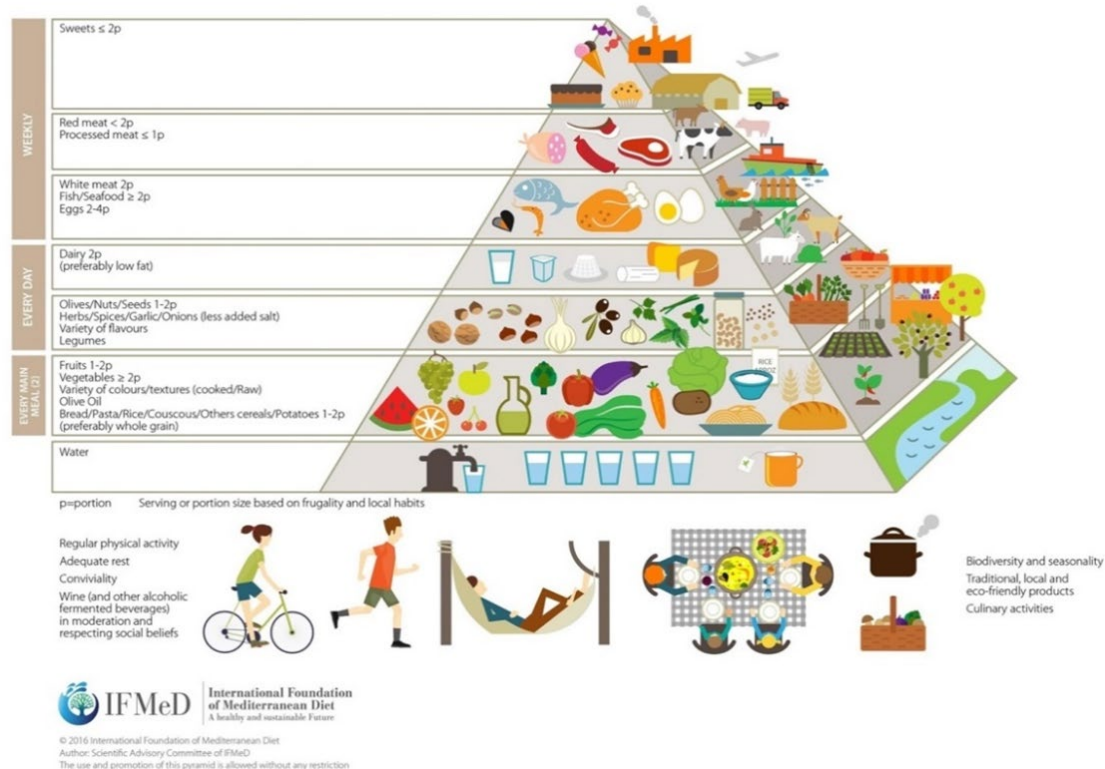 WEEKLY
Sweets ≤ 2p
Red meat < 2p
Processed meat ≤ 1p
White meat 2p
Fish/Seafood ≥ 2p
Eggs 2-4p
EVERY DAY
Dairy 2p
(preferably low fat)
Olives/Nuts/Seeds 1-2p
Herbs/Spices/Garlic/Onions (less added salt)
Variety of flavours
Legumes
EVERY MAIN
MEAL (2)
Fruits 1-2p
Vegetables ≥ 2p
Variety of colours/textures (cooked/Raw)
Olive Oil
Bread/Pasta/Rice/Couscous/Others cereals/Potatoes 1-2p
(preferably whole grain)
RICE
Water
p=portion Serving or portion size based on frugality and local habits
Regular physical activity
Adequate rest
Conviviality
Wine (and other alcoholic
fermented beverages)
in moderation and
respecting social beliefs
Biodiversity and seasonality
Traditional, local and
eco-friendly products
Culinary activities
IFMeD
International Foundation
of Mediterranean Diet
A healthy and sustainable Future
© 2016 International Foundation of Mediterranean Diet
Author: Scientific Advisory Committee of IFMeD
The use and promotion of this pyramid is allowed without any restriction